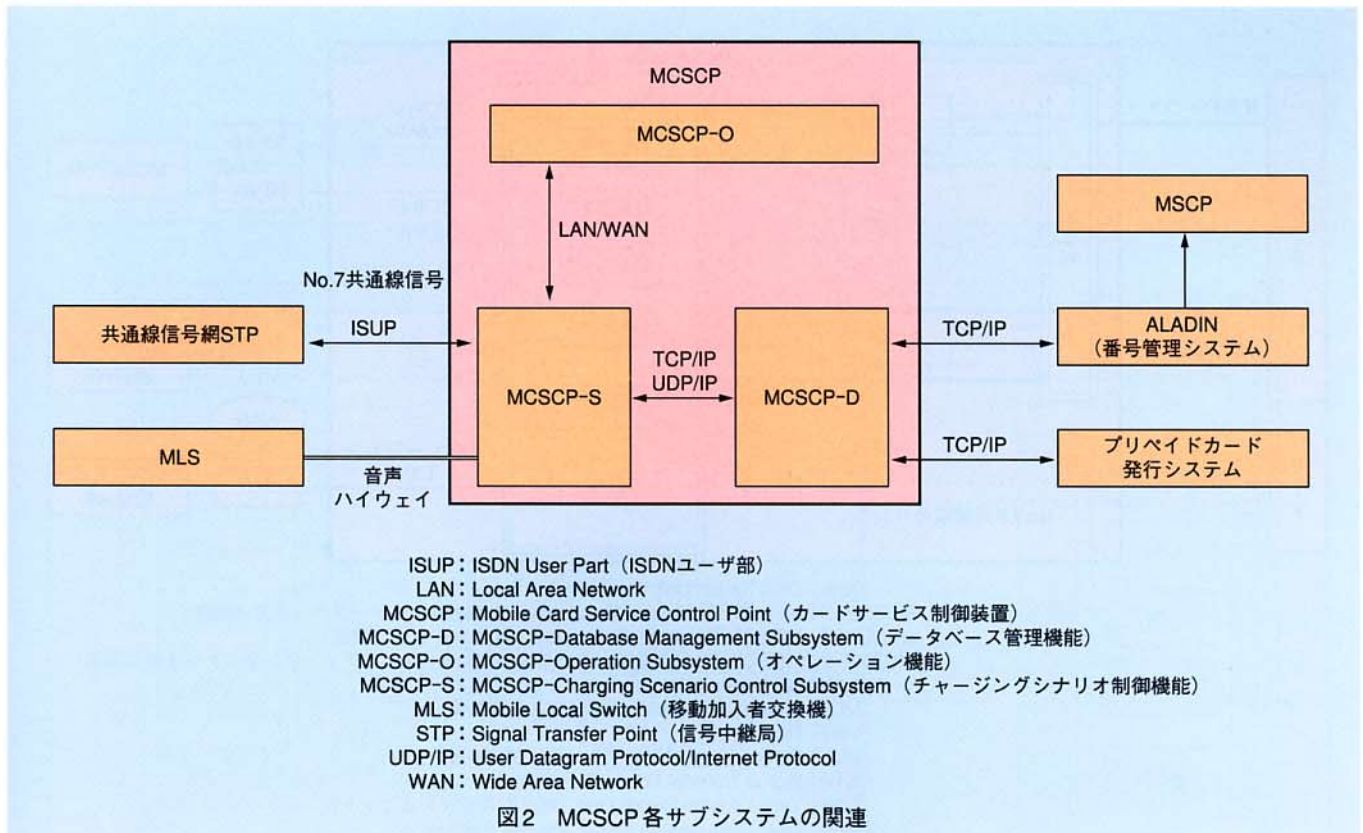 MCSCP
MCSCP-O
LAN/WAN
MSCP
No.7共通線信号
共通線信号網STP
ISUP
MCSCP-S
TCP/IP
UDP/IP
MCSCP-D
TCP/IP
ALADIN
（番号管理システム）
MLS
音声
ハイウェイ
TCP/IP
プリペイドカード
発行システム
ISUP：ISDN User Part（ISDNユーザ部）
LAN：Local Area Network
MCSCP：Mobile Card Service Control Point（カードサービス制御装置）
MCSCP-D：MCSCP-Database Management Subsystem（データベース管理機能）
MCSCP-O：MCSCP-Operation Subsystem（オペレーション機能）
MCSCP-S：MCSCP-Charging Scenario Control Subsystem（チャージングシナリオ制御機能）
MLS：Mobile Local Switch（移動加入者交換機）
STP：Signal Transfer Point（信号中継局）
UDP/IP：User Datagram Protocol/Internet Protocol
WAN：Wide Area Network
図2　MCSCP各サブシステムの関連